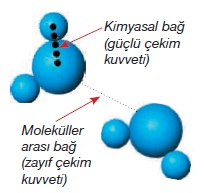 Kimyasal bağ
(güçlü çekim
kuvveti)
Moleküller
arası bağ
(zayıf çekim
kuvveti)